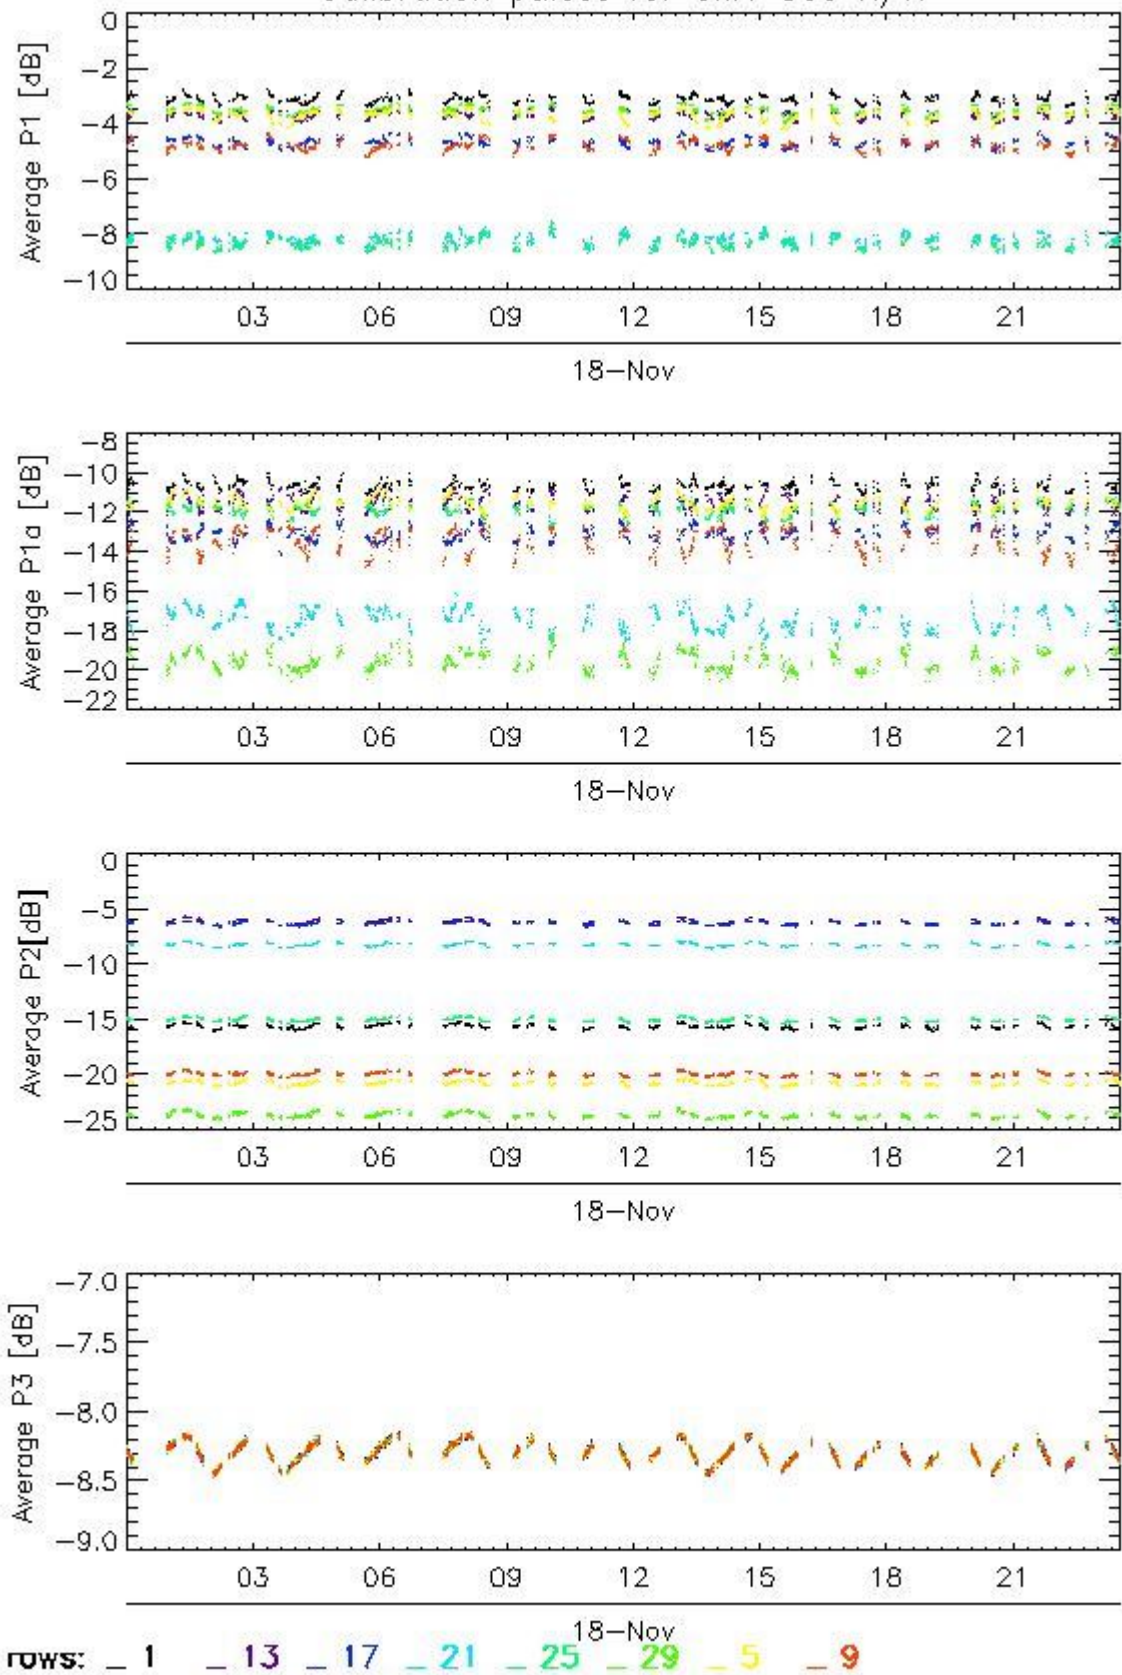 0
-2
-4
-6
-8
-10
Average P1 [dB]
03 06 09 12 15 18 21
18-Nov
-8
-10
-12
-14
-16
-18
-20
-22
Average P1a [dB]
03 06 09 12 15 18 21
18-Nov
0
-5
-10
-15
-20
-25
Average P2[dB]
03 06 09 12 15 18 21
18-Nov
-7.0
-7.5
-8.0
-8.5
-9.0
Average P3 [dB]
03 06 09 12 15 18 21
18-Nov
rows: _ 1 _ 13 _ 17 _ 21 _ 25 _ 29 _ 5 _ 9